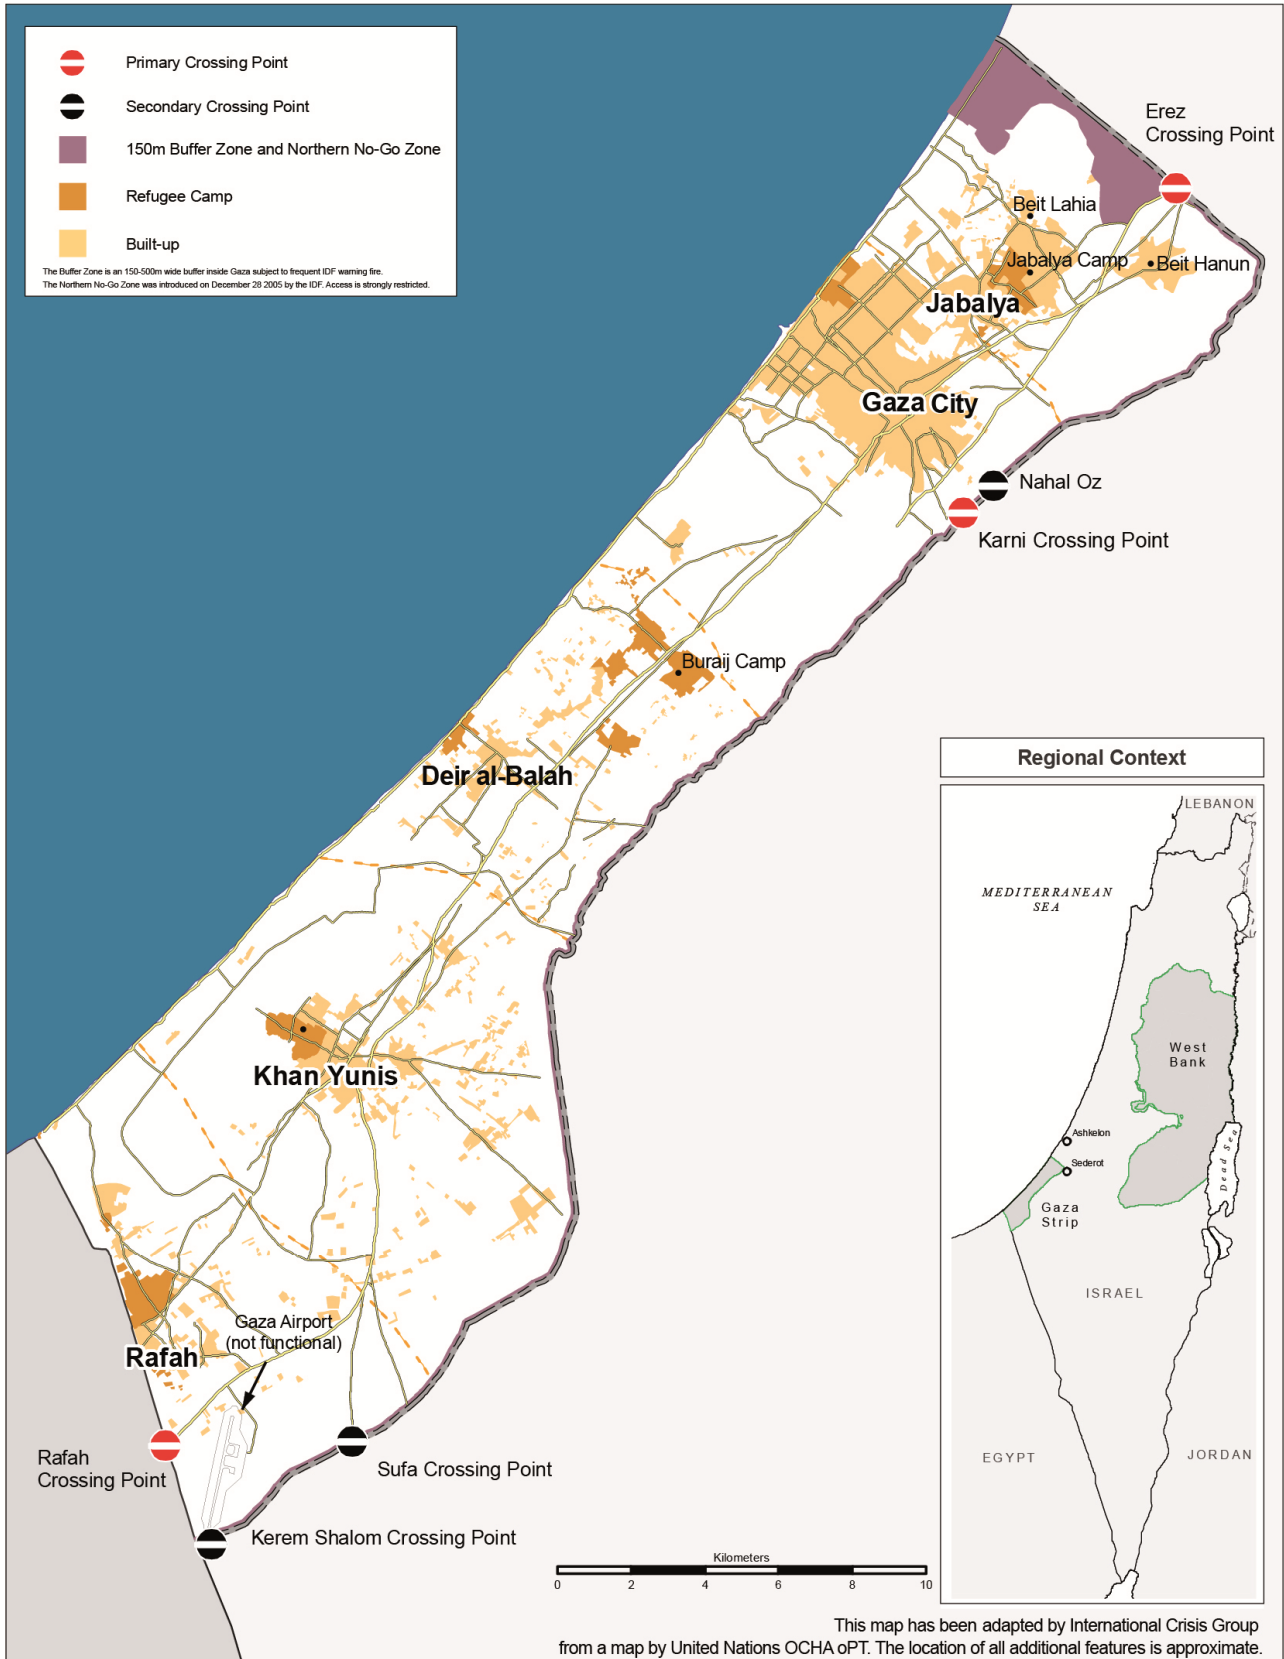 Primary Crossing Point
Secondary Crossing Point
150m Buffer Zone and Northern No-Go Zone
Refugee Camp
Built-up
The Buffer Zone is an 150-500m wide buffer inside Gaza subject to frequent IDF warning fire.
The Northern No-Go Zone was introduced on December 28 2005 by the IDF. Access is strongly restricted.
Erez
Crossing Point
Beit Lahia
Jabalya Camp
Beit Hanun
Jabalya
Gaza City
Nahal Oz
Karni Crossing Point
Buraij Camp
Deir al-Balah
Khan Yunis
Gaza Airport
(not functional)
Rafah
Rafah
Crossing Point
Sufa Crossing Point
Kerem Shalom Crossing Point
Regional Context
LEBANON
MEDITERRANEAN
SEA
West
Bank
Ashkelon
Sederot
Dead Sea
Gaza
Strip
ISRAEL
EGYPT
JORDAN
Kilometers
0 2 4 6 8 10
This map has been adapted by International Crisis Group
from a map by United Nations OCHA oPT. The location of all additional features is approximate.